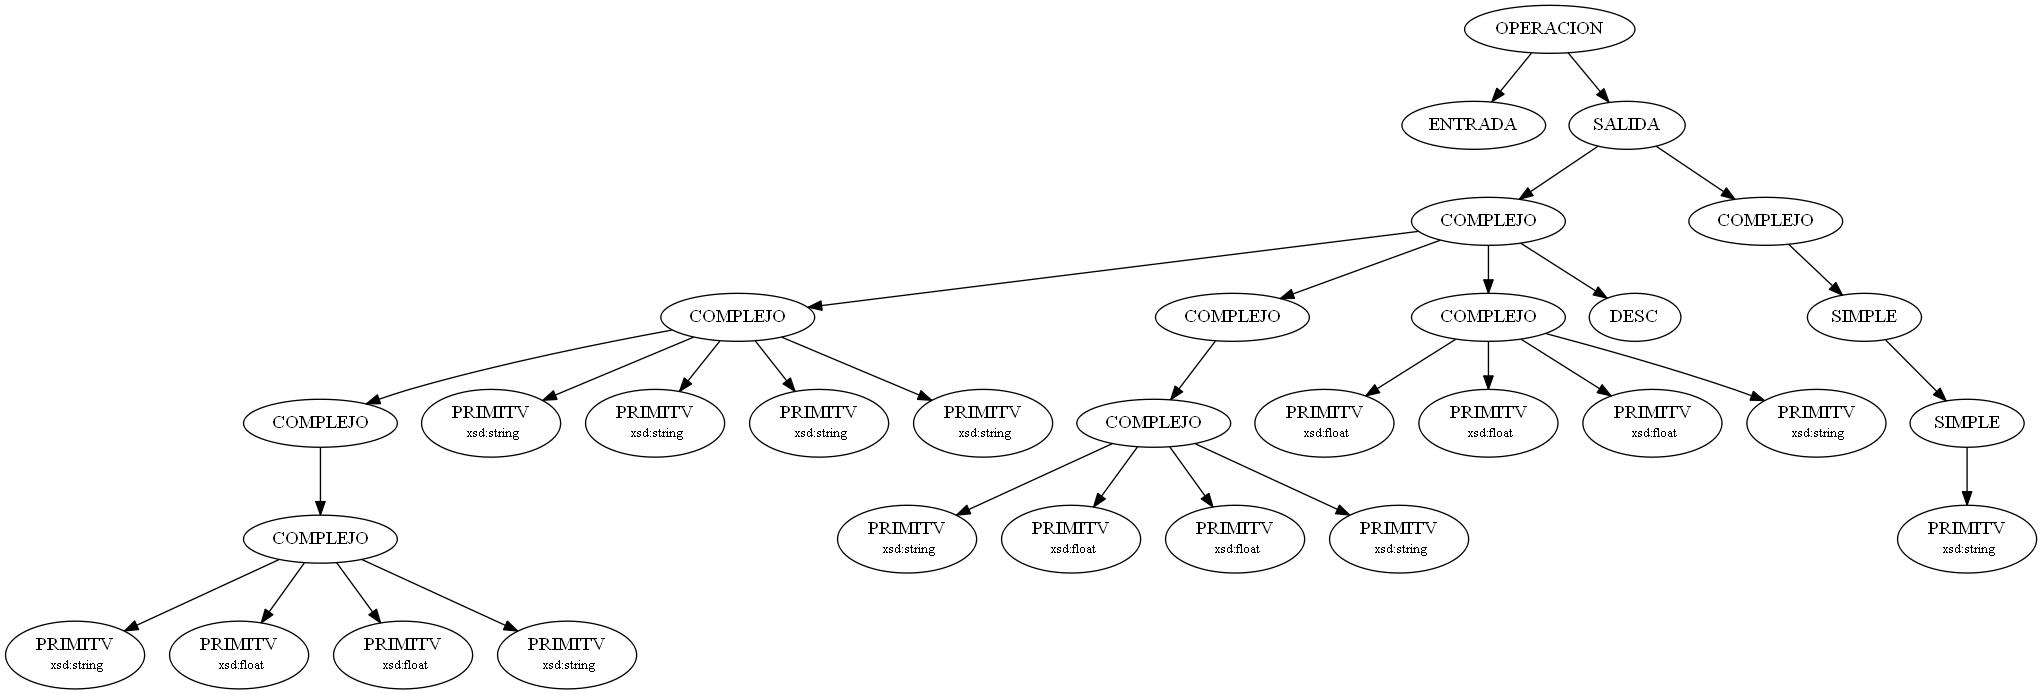 OPERACION
ENTRADA
SALIDA
COMPLEJO
COMPLEJO
COMPLEJO
COMPLEJO
COMPLEJO
DESC
SIMPLE
COMPLEJO
PRIMITV
xsd:string
PRIMITV
xsd:string
PRIMITV
xsd:string
PRIMITV
xsd:string
COMPLEJO
PRIMITV
xsd:float
PRIMITV
xsd:float
PRIMITV
xsd:float
PRIMITV
xsd:string
SIMPLE
COMPLEJO
PRIMITV
xsd:string
PRIMITV
xsd:float
PRIMITV
xsd:float
PRIMITV
xsd:string
PRIMITV
xsd:string
PRIMITV
xsd:string
PRIMITV
xsd:float
PRIMITV
xsd:float
PRIMITV
xsd:string